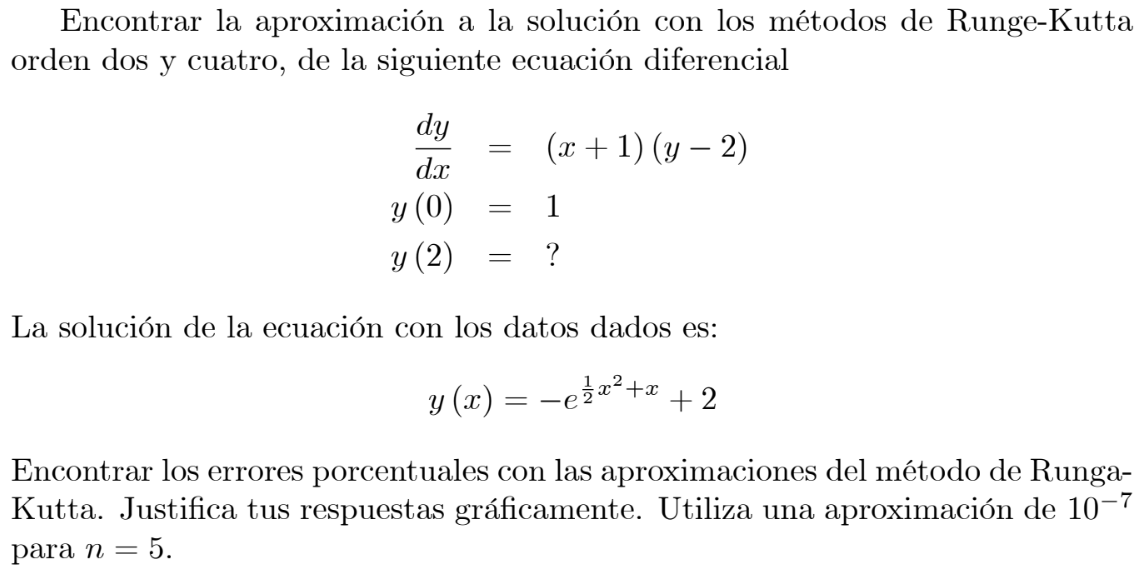 Encontrar la aproximación a la solución con los métodos de Runge-Kutta
orden dos y cuatro, de la siguiente ecuación diferencial
dy/dx = (x + 1) (y − 2)
y (0) = 1
y (2) = ?
La solución de la ecuación con los datos dados es:
y (x) = −e^{½x²+x} + 2
Encontrar los errores porcentuales con las aproximaciones del método de Runga-
Kutta. Justifica tus respuestas gráficamente. Utiliza una aproximación de 10⁻⁷
para n = 5.